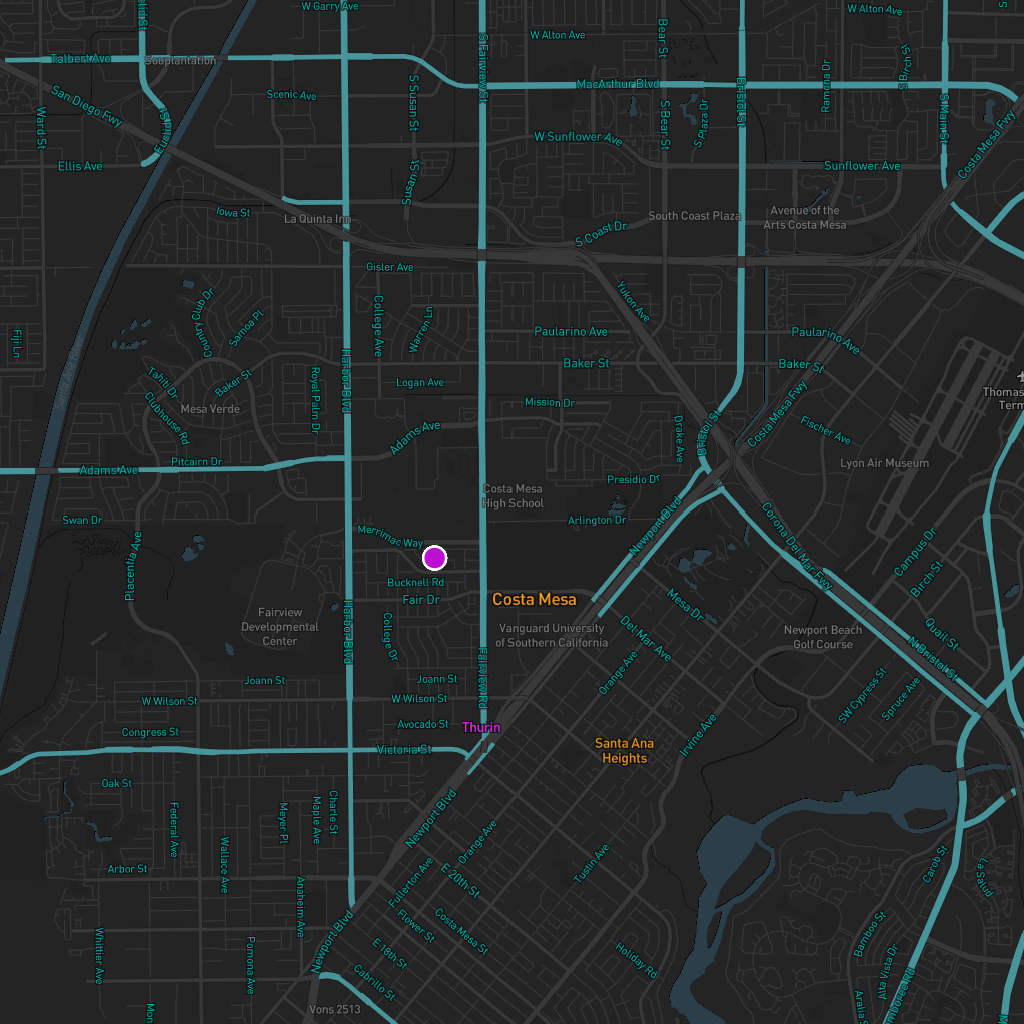 W Garry Ave
W Alton Ave
W Alton Ave
Bear St
S Fairview St
Talbert Ave
Souplantation
San Diego Fwy
Scenic Ave
S Susan St
MacArthur Blvd
Bristol St
Ramona Dr
S Birch St
S Main St
Ward St
Euclid St
W Sunflower Ave
S Bear St
S Plaza Dr
Costa Mesa Fwy
Ellis Ave
Susan St
Sunflower Ave
Iowa St
La Quinta Inn
S Coast Dr
South Coast Plaza
Avenue of the
Arts Costa Mesa
Gisler Ave
Yukon Ave
Fiji Ln
Country Club Dr
Samoa Pl
College Ave
Warren Ln
Paularino Ave
Paularino Ave
Baker St
Baker St
Harbor Blvd
Tahiti Dr
Baker St
Royal Palm Dr
Logan Ave
Mission Dr
Mesa Verde
Clubhouse Rd
Adams Ave
Drake Ave
Bristol St
Costa Mesa Fwy
Fischer Ave
Thomas
Term
Adams Ave
Pitcairn Dr
Lyon Air Museum
Presidio Dr
Costa Mesa
High School
Swan Dr
Arlington Dr
Newport Blvd
Corona Del Mar Fwy
Merrimac Way
Placentia Ave
Campus Dr
Birch St
Bucknell Rd
Fair Dr
Costa Mesa
Mesa Dr
Fairview
Developmental
Center
Harbor Blvd
College Dr
Vanguard University
of Southern California
Del Mar Ave
Newport Beach
Golf Course
Quail St
N Bristol St
Joann St
Joann St
Fairview Rd
Orange Ave
SW Cypress St
Spruce Ave
W Wilson St
W Wilson St
Avocado St
Thurin
Congress St
Victoria St
Santa Ana
Heights
Irvine Ave
Oak St
Newport Blvd
Federal Ave
Wallace Ave
Meyer Pl
Maple Ave
Charle St
Orange Ave
Arbor St
Fullerton Ave
E 20th St
Tustin Ave
Carob St
La Salud
Anaheim Ave
Flower St
Costa Mesa St
Whittier Ave
Pomona Ave
Newport Blvd
E 18th St
Cabrillo St
Holiday Rd
Bamboo St
Alta Vista Dr
Vons 2513
Mon